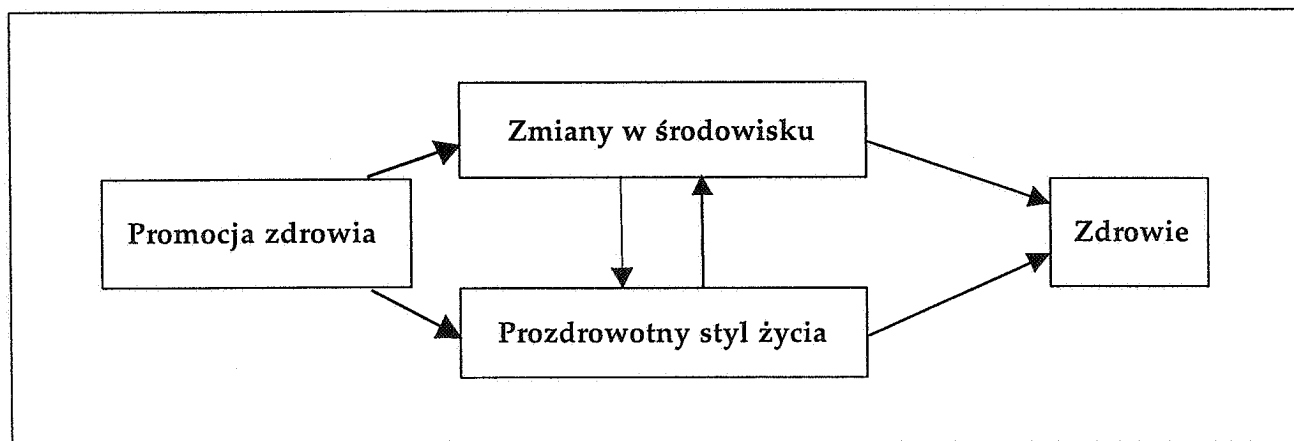 Zmiany w środowisku
Promocja zdrowia
Zdrowie
Prozdrowotny styl życia